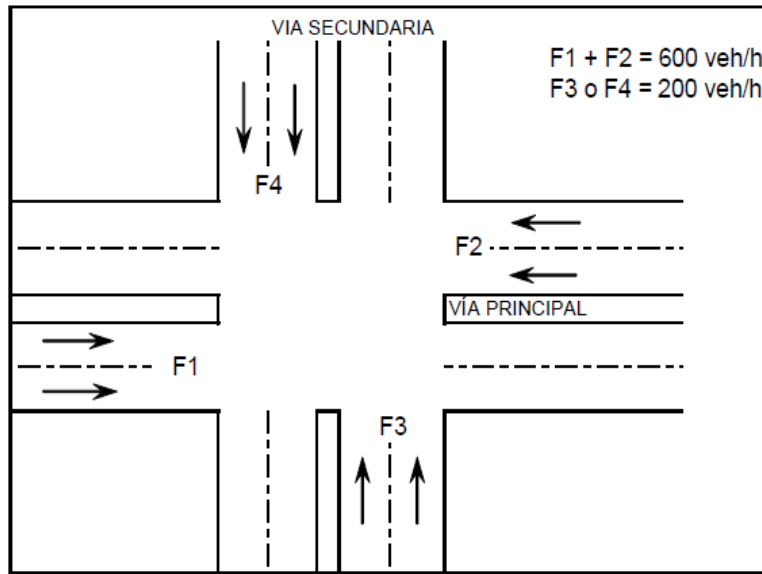 VIA SECUNDARIA
F1 + F2 = 600 veh/h
F3 o F4 = 200 veh/h
F4
F2
VÍA PRINCIPAL
F1
F3